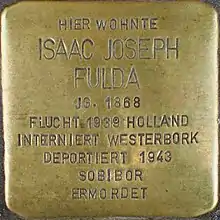 HIER WOHNTE
ISAAC JOSEPH
FULDA
JG. 1868
FLUCHT 1939 HOLLAND
INTERNIERT WESTERBORK
DEPORTIERT 1943
SOBIBOR
ERMORDET